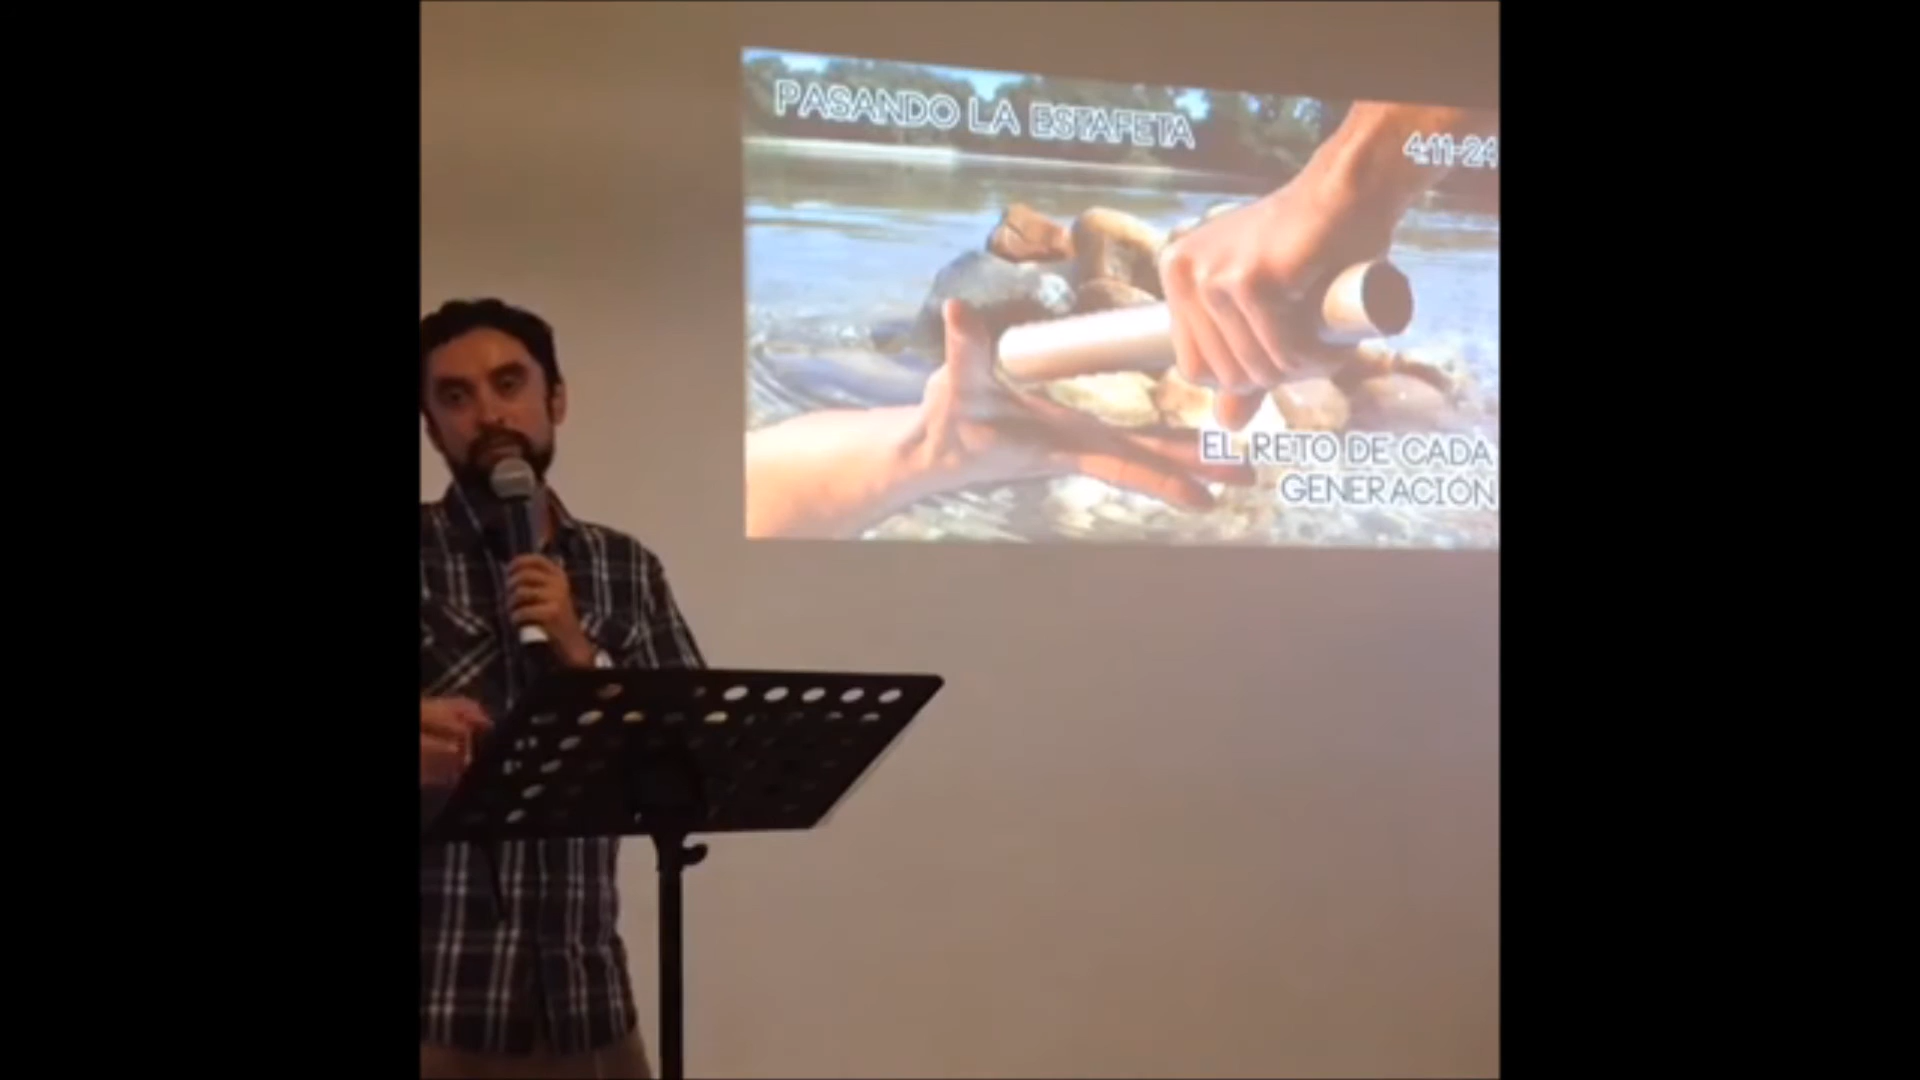 PASANDO LA ESTAFETA
4:11-24
EL RETO DE CADA
GENERACIÓN